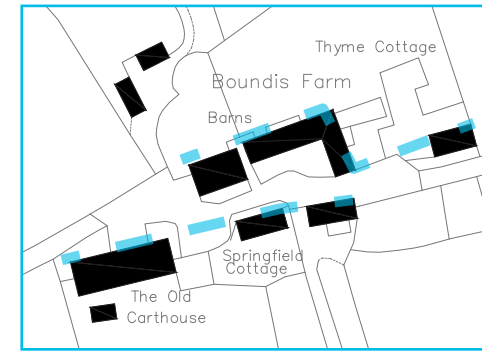 Thyme Cottage
Boundis Farm
Barns
Springfield
Cottage
The Old
Carthouse